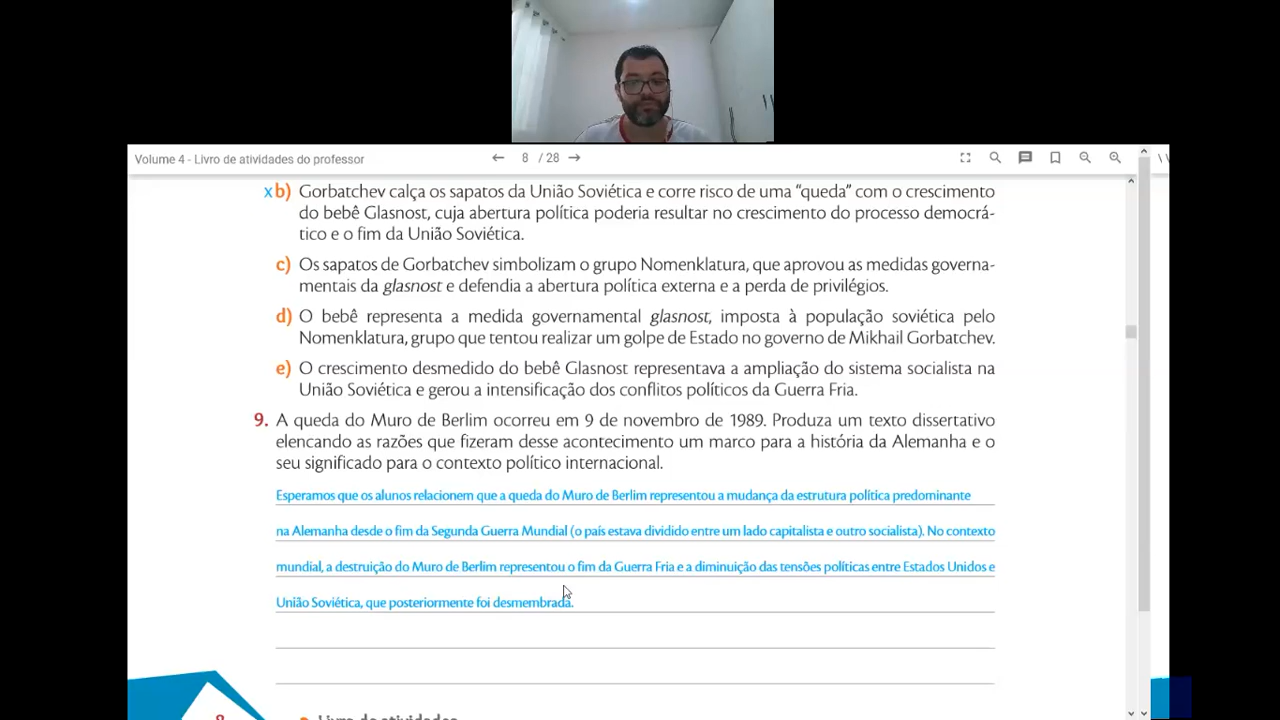 Volume 4 - Livro de atividades do professor
8 / 28
x b) Gorbatchev calça os sapatos da União Soviética e corre risco de uma “queda” com o crescimento
do bebê Glasnost, cuja abertura política poderia resultar no crescimento do processo democrá-
tico e o fim da União Soviética.
c) Os sapatos de Gorbatchev simbolizam o grupo Nomenklatura, que aprovou as medidas governa-
mentais da glasnost e defendia a abertura política externa e a perda de privilégios.
d) O bebê representa a medida governamental glasnost, imposta à população soviética pelo
Nomenklatura, grupo que tentou realizar um golpe de Estado no governo de Mikhail Gorbatchev.
e) O crescimento desmedido do bebê Glasnost representava a ampliação do sistema socialista na
União Soviética e gerou a intensificação dos conflitos políticos da Guerra Fria.
9. A queda do Muro de Berlim ocorreu em 9 de novembro de 1989. Produza um texto dissertativo
elencando as razões que fizeram desse acontecimento um marco para a história da Alemanha e o
seu significado para o contexto político internacional.
Esperamos que os alunos relacionem que a queda do Muro de Berlim representou a mudança da estrutura política predominante
na Alemanha desde o fim da Segunda Guerra Mundial (o país estava dividido entre um lado capitalista e outro socialista). No contexto
mundial, a destruição do Muro de Berlim representou o fim da Guerra Fria e a diminuição das tensões políticas entre Estados Unidos e
União Soviética, que posteriormente foi desmembrada.
8 Livro de atividades